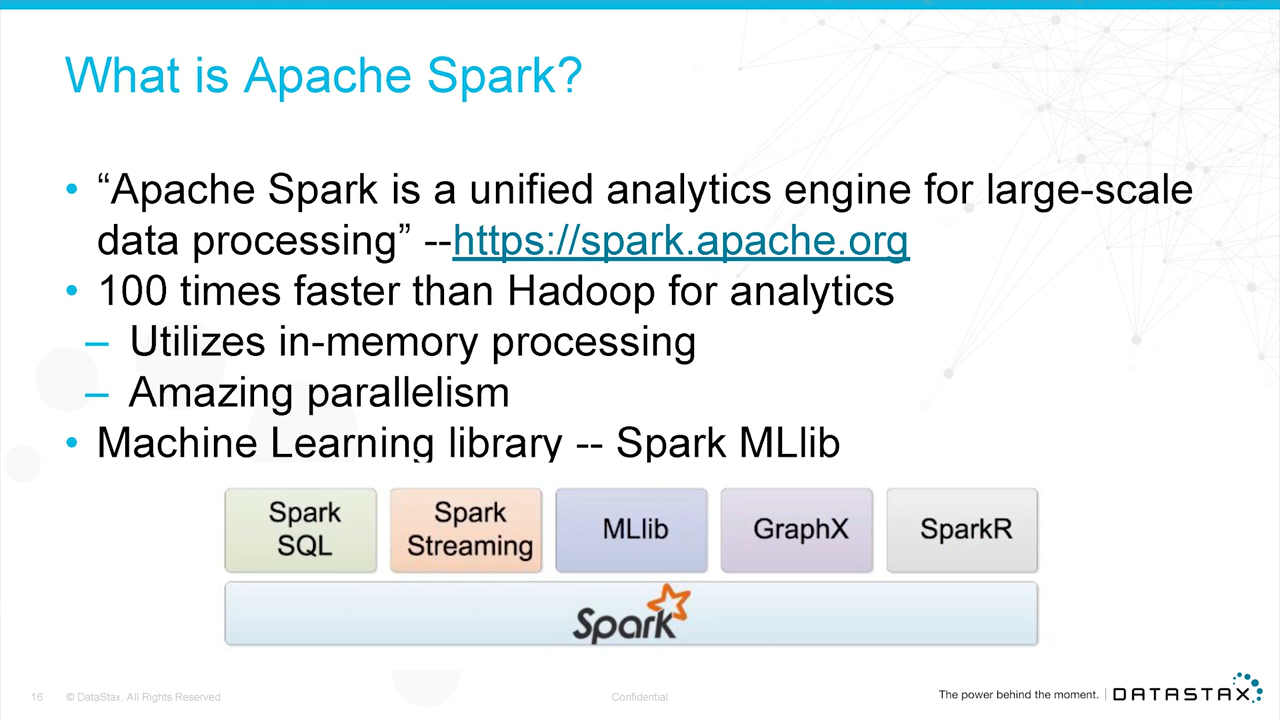 What is Apache Spark?
• “Apache Spark is a unified analytics engine for large-scale
data processing” --https://spark.apache.org
• 100 times faster than Hadoop for analytics
– Utilizes in-memory processing
– Amazing parallelism
• Machine Learning library -- Spark MLlib
Spark
SQL
Spark
Streaming
MLlib
GraphX
SparkR
Spark
16 © DataStax, All Rights Reserved. Confidential The power behind the moment. DATASTAX